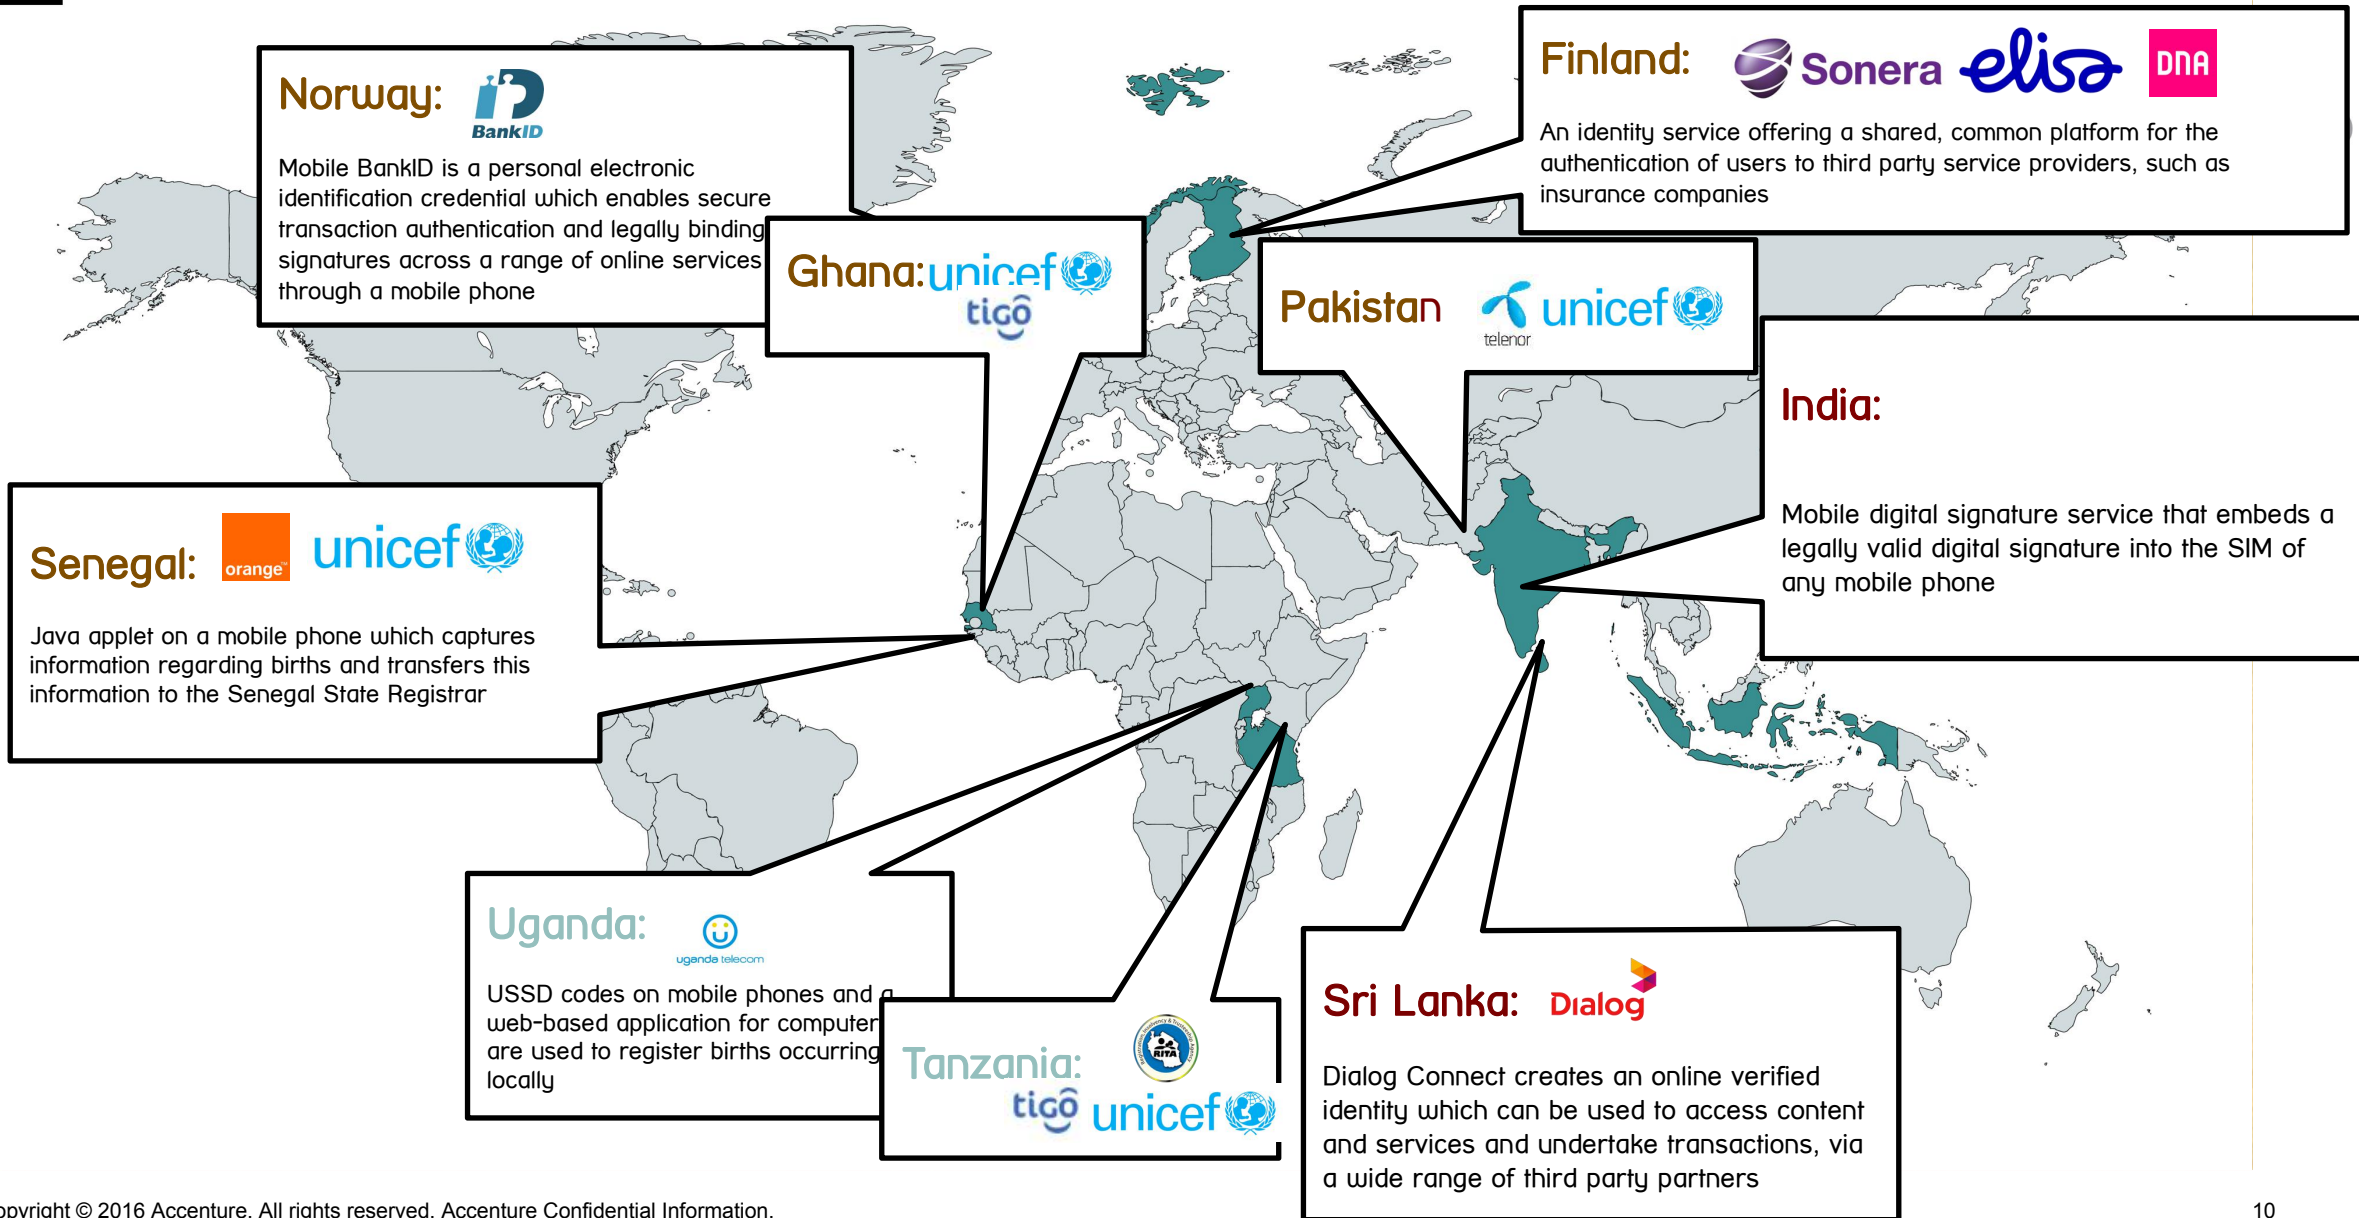 Norway:
BankID
Mobile BankID is a personal electronic
identification credential which enables secure
transaction authentication and legally binding
signatures across a range of online services
through a mobile phone
Finland:
Sonera elisa DNA
An identity service offering a shared, common platform for the
authentication of users to third party service providers, such as
insurance companies
Ghana: unicef
tiGO
Pakistan
telenor
unicef
India:
Mobile digital signature service that embeds a
legally valid digital signature into the SIM of
any mobile phone
Senegal:
orange™
unicef
Java applet on a mobile phone which captures
information regarding births and transfers this
information to the Senegal State Registrar
Uganda:
uganda telecom
USSD codes on mobile phones and a
web-based application for computer
are used to register births occurring
locally
Tanzania:
RITA
tiGO unicef
Sri Lanka:
Dialog
Dialog Connect creates an online verified
identity which can be used to access content
and services and undertake transactions, via
a wide range of third party partners
opyright © 2016 Accenture. All rights reserved. Accenture Confidential Information.
10